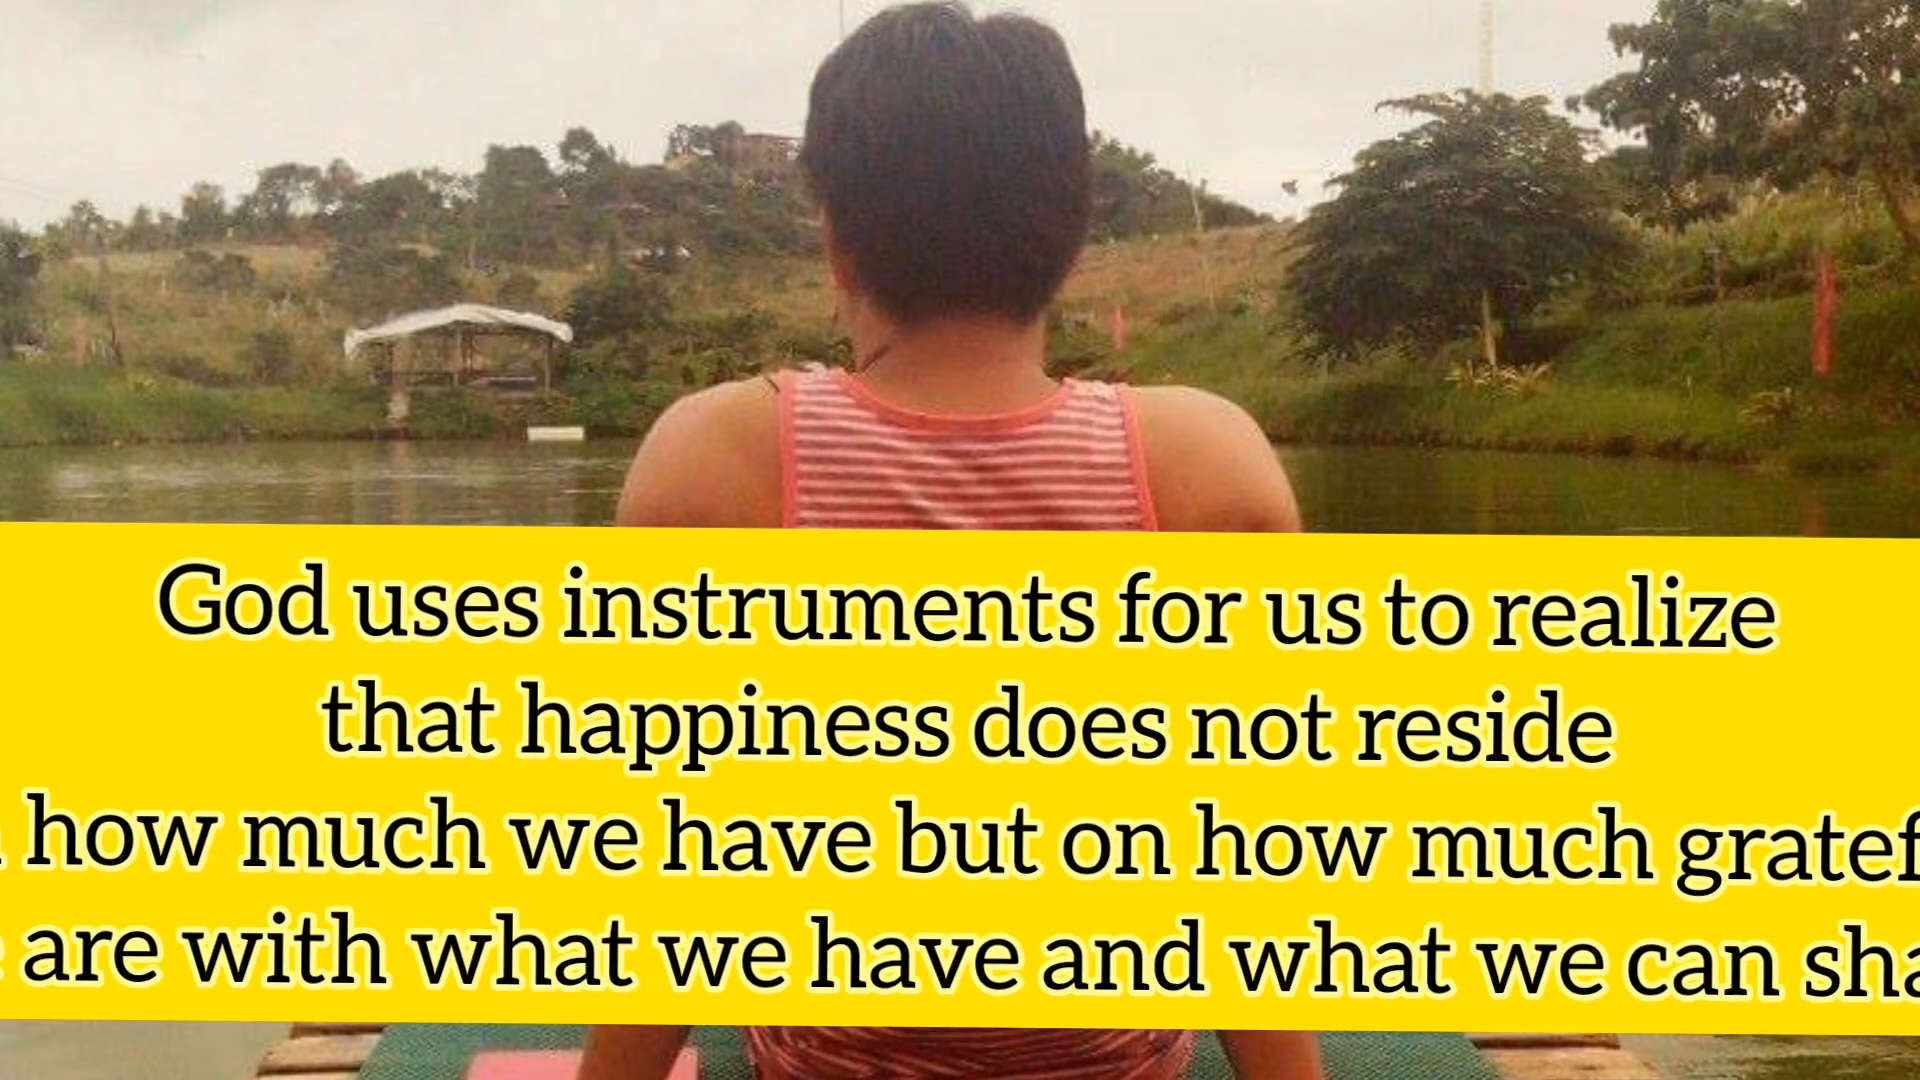 God uses instruments for us to realize
that happiness does not reside
how much we have but on how much
are with what we have and what we can